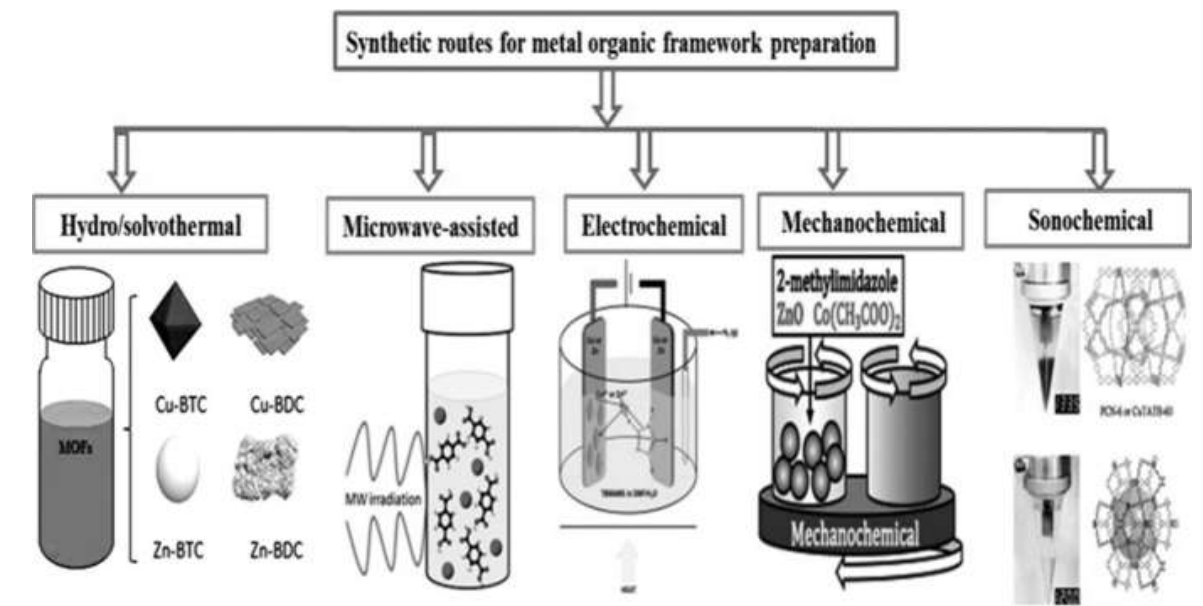 Synthetic routes for metal organic framework preparation
Hydro/solvothermal
Microwave-assisted
Electrochemical
Mechanochemical
Sonochemical
MOFs
Cu-BTC
Cu-BDC
Zn-BTC
Zn-BDC
MW irradiation
HEAT
2-methylimidazole
ZnO Co(CH₃COO)₂
Mechanochemical